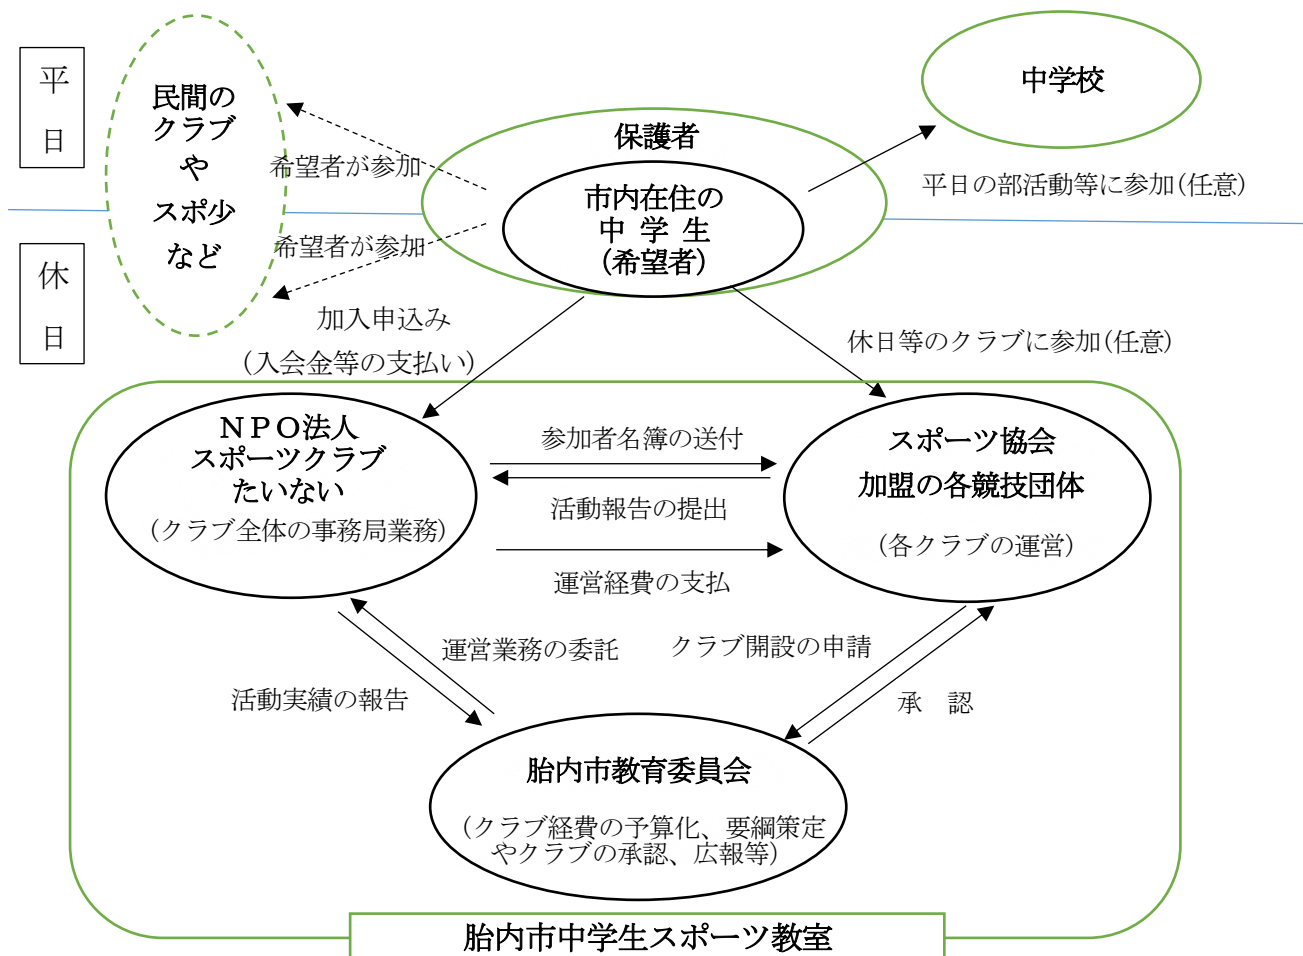 平
日
民間の
クラブ
や
スポ少
など
保護者
市内在住の
中 学 生
(希望者)
中学校
希望者が参加
平日の部活動等に参加(任意)
休
日
希望者が参加
加入申込み
(入会金等の支払い)
休日等のクラブに参加(任意)
NPO法人
スポーツクラブ
たいない
(クラブ全体の事務局業務)
参加者名簿の送付
活動報告の提出
運営経費の支払
スポーツ協会
加盟の各競技団体
(各クラブの運営)
運営業務の委託
活動実績の報告
クラブ開設の申請
承　認
胎内市教育委員会
(クラブ経費の予算化、要綱策定
やクラブの承認、広報等)
胎内市中学生スポーツ教室